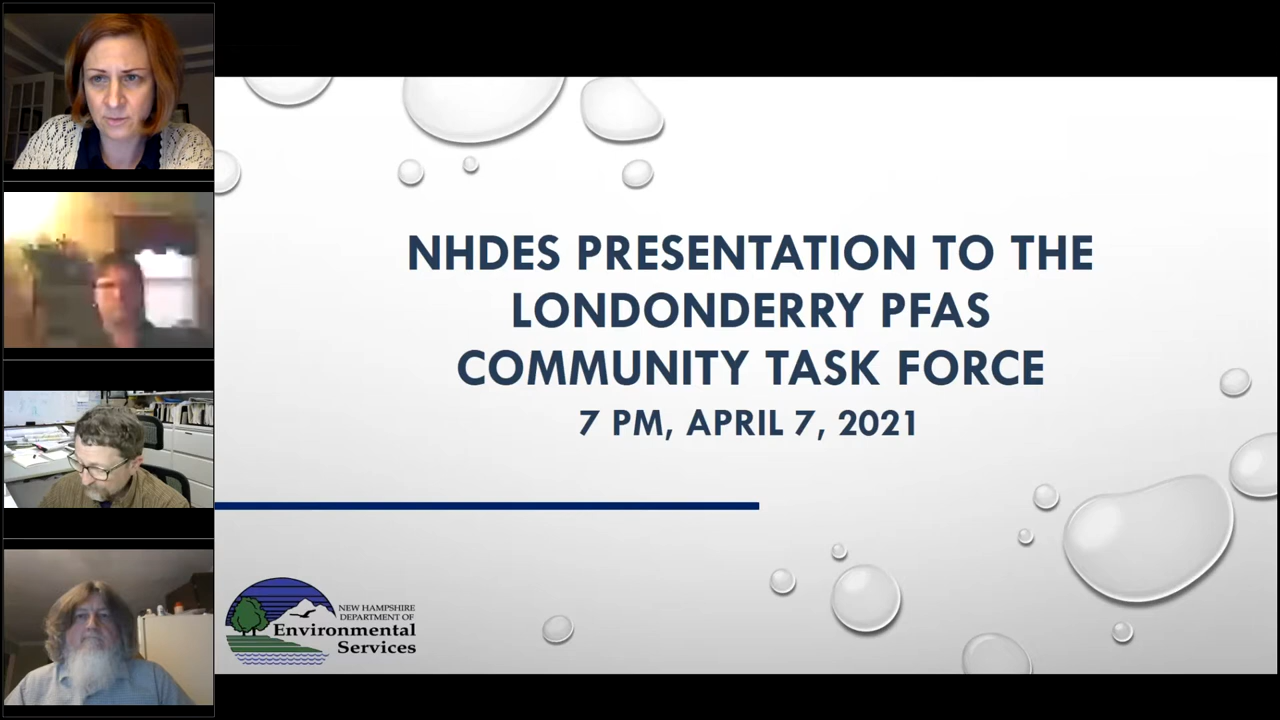 NHDES PRESENTATION TO THE
LONDONDERRY PFAS
COMMUNITY TASK FORCE
7 PM, APRIL 7, 2021
NEW HAMPSHIRE
DEPARTMENT OF
Environmental
Services